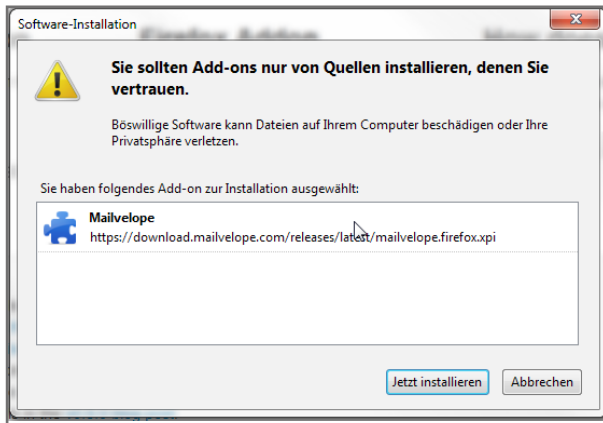 Software-Installation
Sie sollten Add-ons nur von Quellen installieren, denen Sie
vertrauen.
Böswillige Software kann Dateien auf Ihrem Computer beschädigen oder Ihre
Privatsphäre verletzen.
Sie haben folgendes Add-on zur Installation ausgewählt:
Mailvelope
https://download.mailvelope.com/releases/latest/mailvelope.firefox.xpi
Jetzt installieren Abbrechen